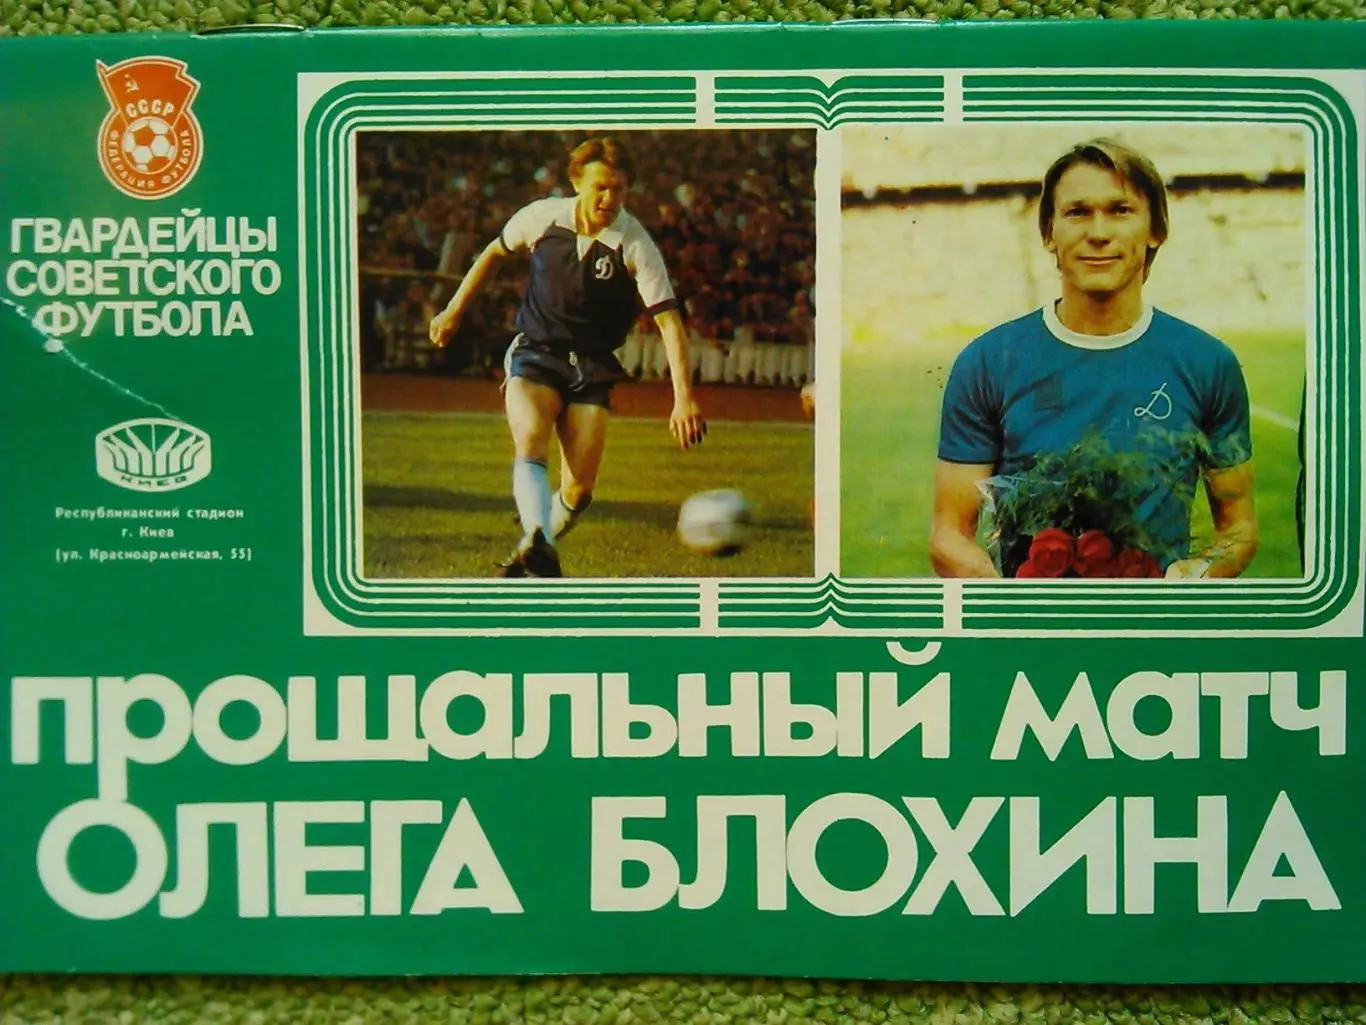 СССР
ФЕДЕРАЦИЯ ФУТБОЛА
ГВАРДЕЙЦЫ
СОВЕТСКОГО
ФУТБОЛА
КИЕВ
Республиканский стадион
г. Киев
(ул. Красноармейская, 55)
Д
Д
прощальный матч
ОЛЕГА БЛОХИНА